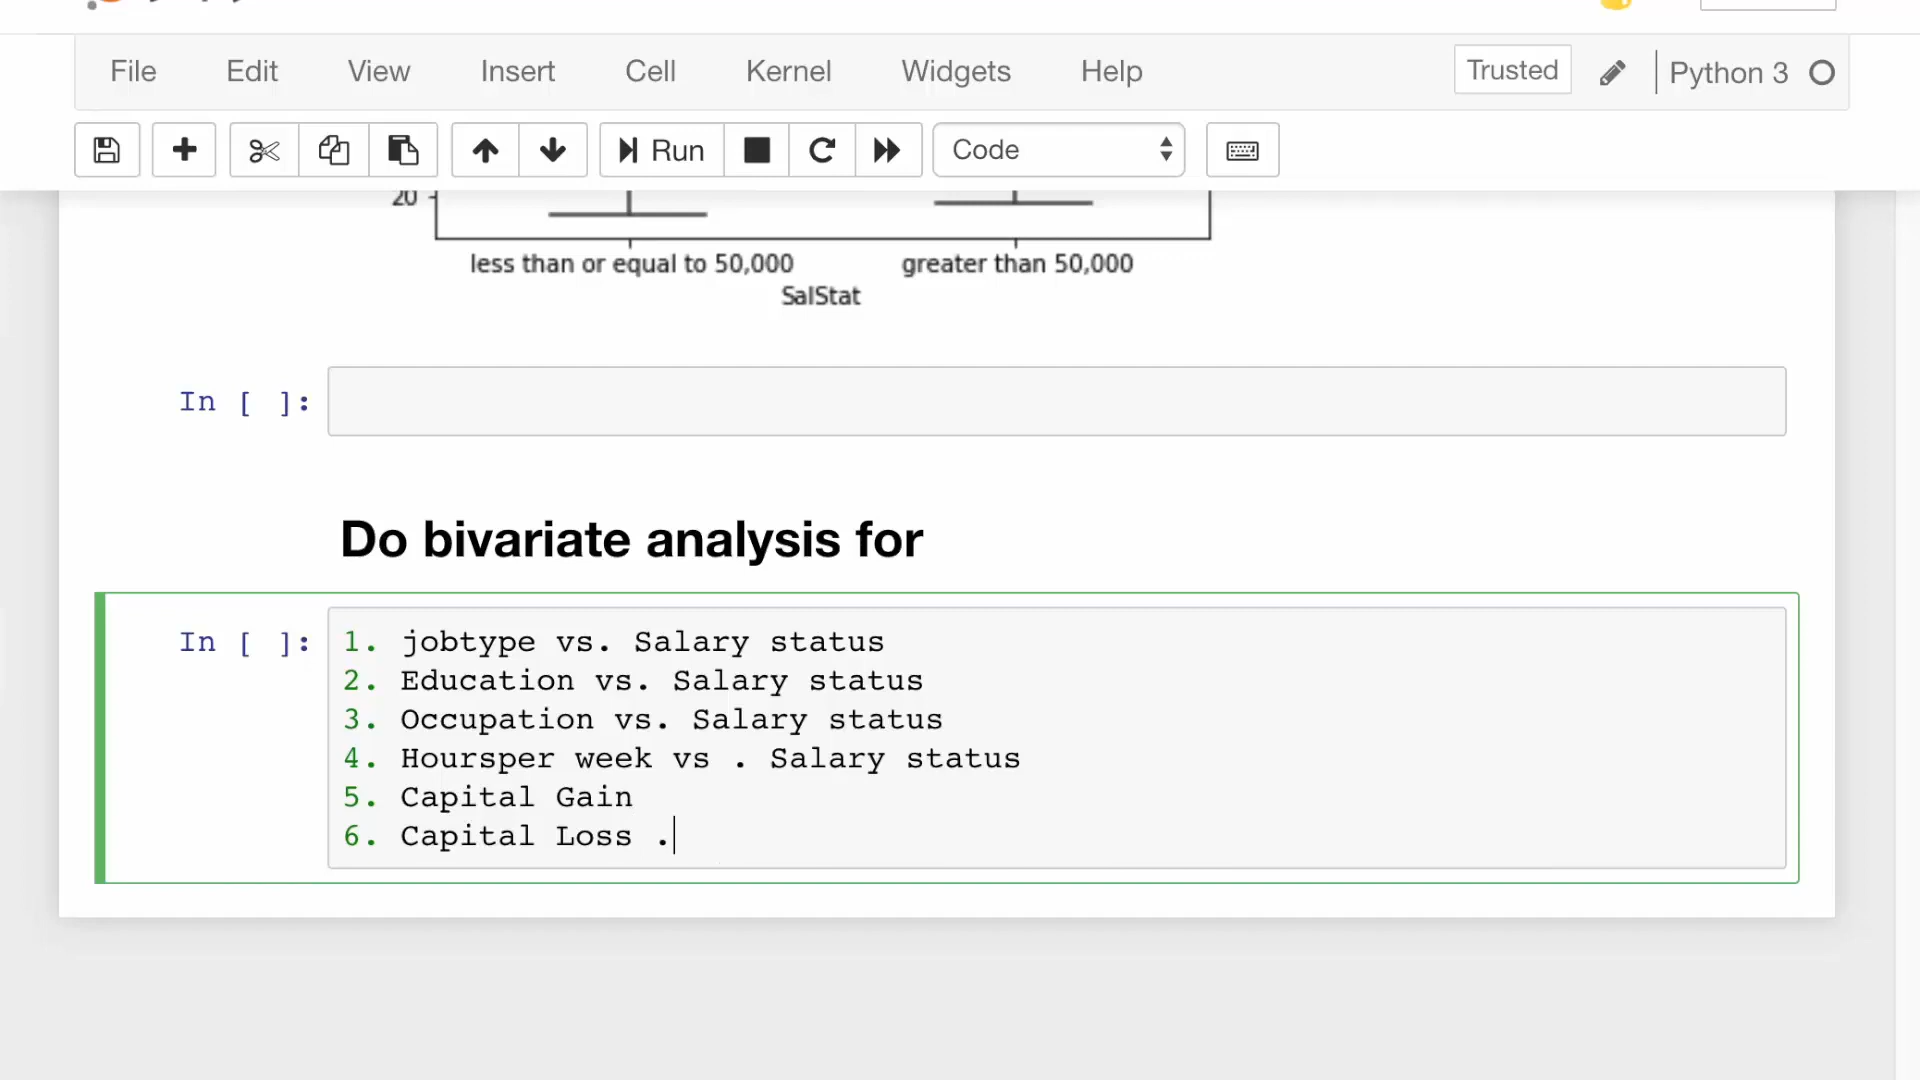 File Edit View Insert Cell Kernel Widgets Help Trusted Python 3
Run Code
20
less than or equal to 50,000 greater than 50,000
SalStat
In [ ]:
Do bivariate analysis for
In [ ]: 1. jobtype vs. Salary status
2. Education vs. Salary status
3. Occupation vs. Salary status
4. Hoursper week vs . Salary status
5. Capital Gain
6. Capital Loss .